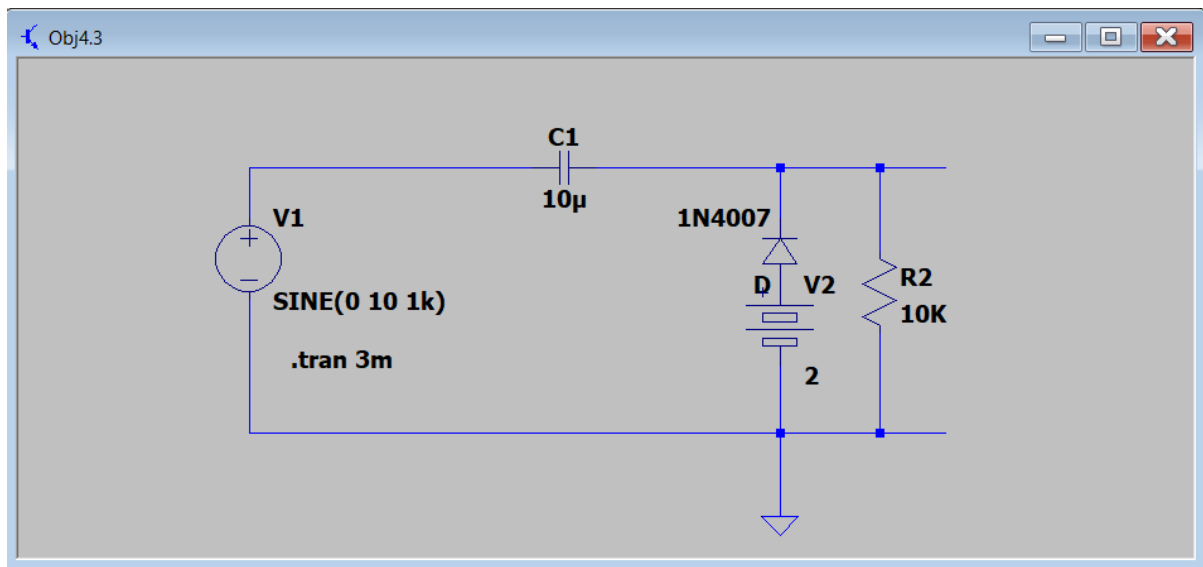 Obj4.3
C1
10µ
V1
SINE(0 10 1k)
.tran 3m
1N4007
D
V2
2
R2
10K